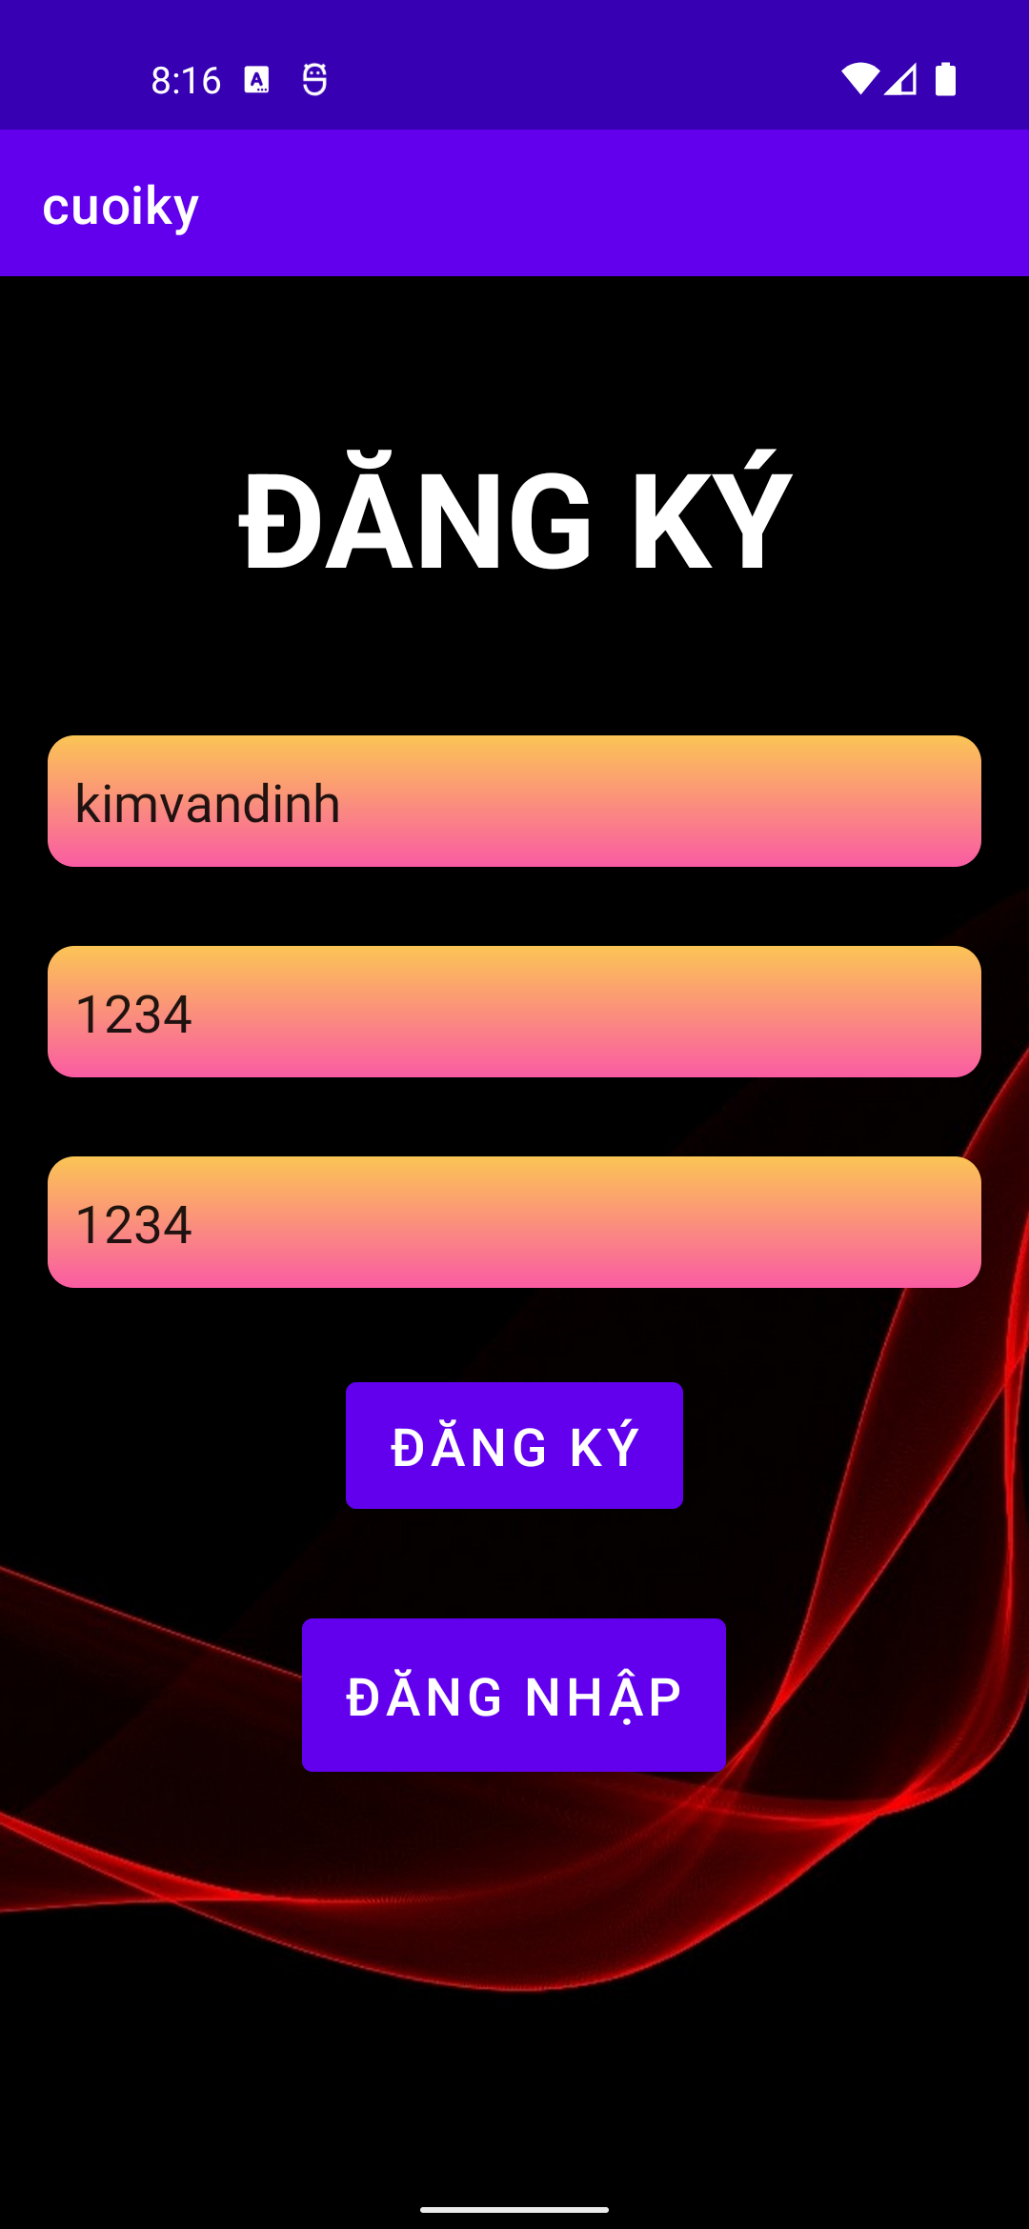 8:16
cuoiky
ĐĂNG KÝ
kimvandinh
1234
1234
ĐĂNG KÝ
ĐĂNG NHẬP